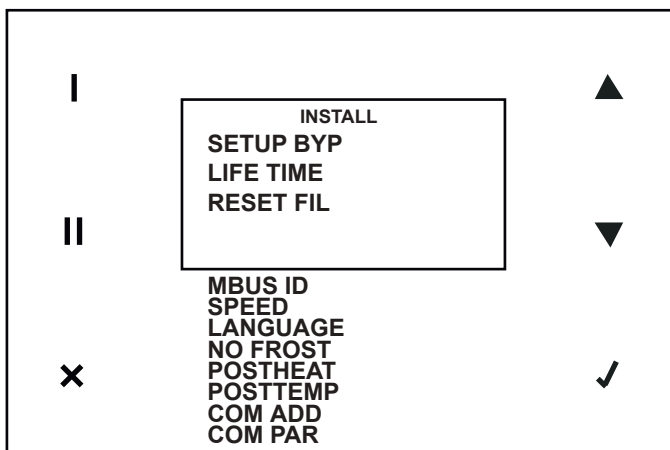 I
INSTALL
SETUP BYP
LIFE TIME
RESET FIL
II
MBUS ID
SPEED
LANGUAGE
NO FROST
POSTHEAT
POSTTEMP
COM ADD
COM PAR